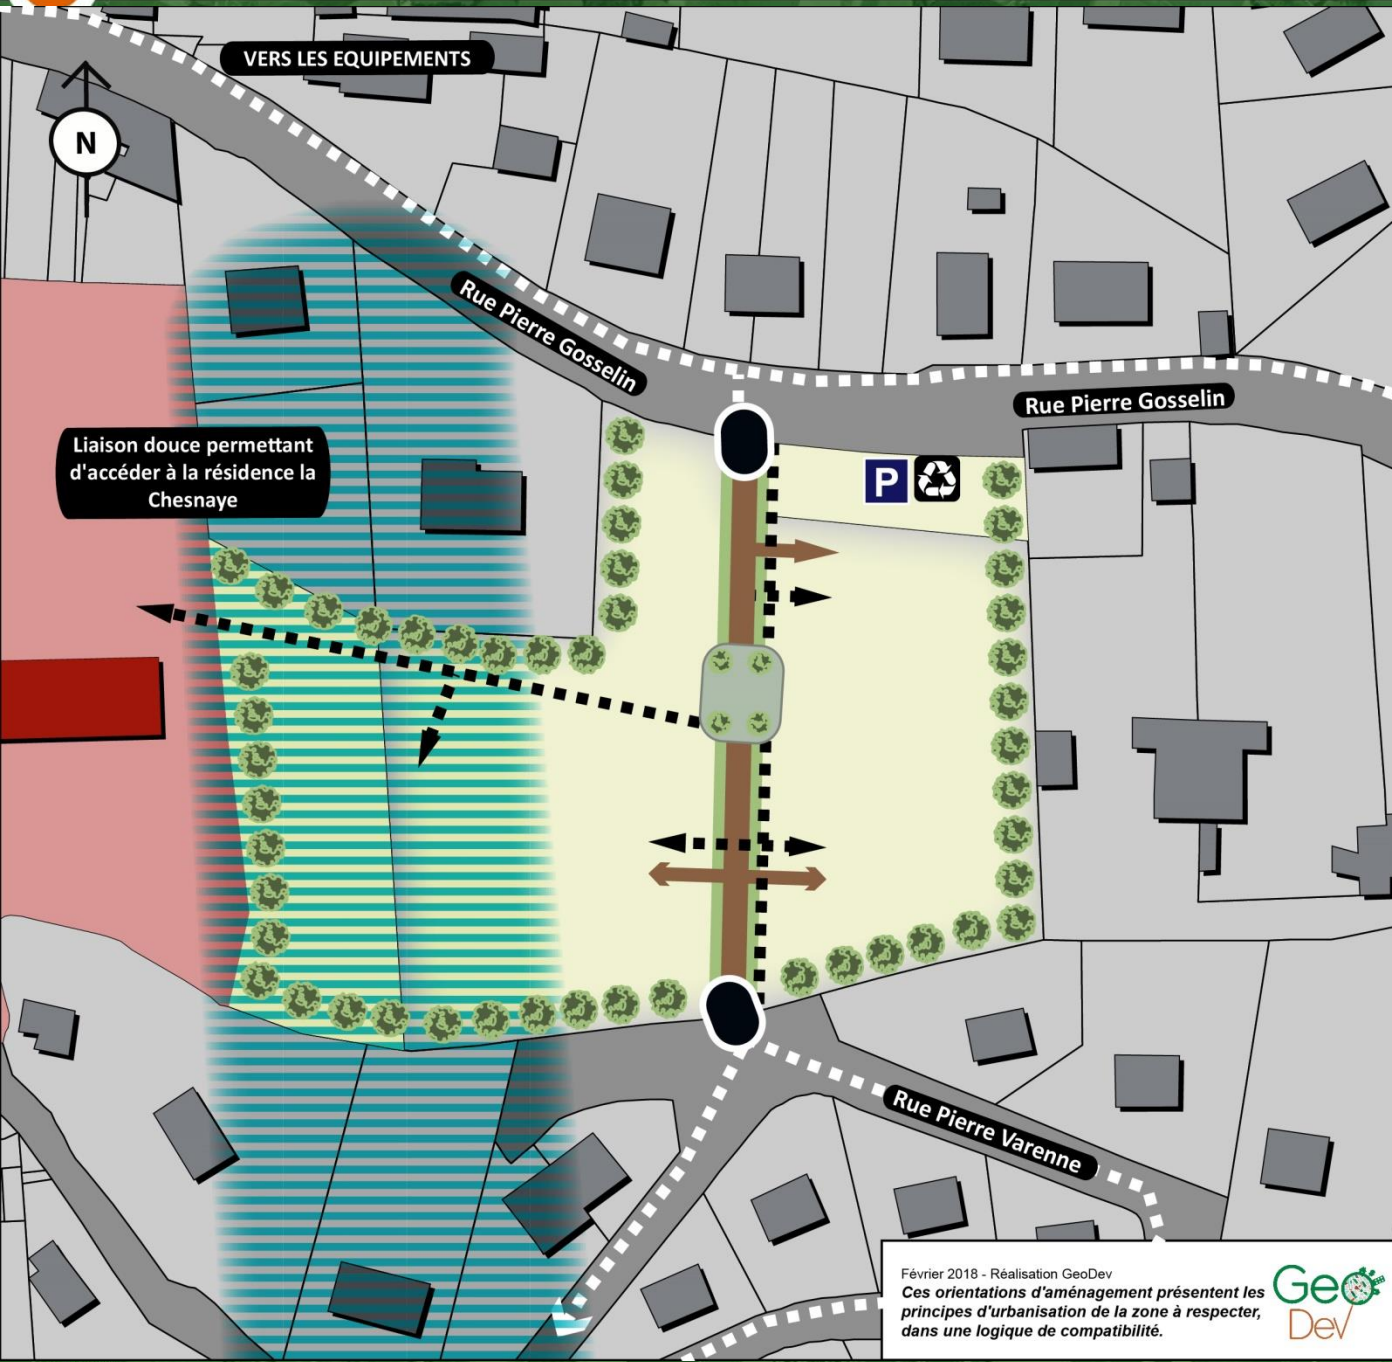 VERS LES EQUIPEMENTS
N
Rue Pierre Gosselin
Rue Pierre Gosselin
Liaison douce permettant
d'accéder à la résidence la
Chesnaye
P
Rue Pierre Varenne
Février 2018 - Réalisation GeoDev
Ces orientations d'aménagement présentent les
principes d'urbanisation de la zone à respecter,
dans une logique de compatibilité.
Geo
Dev